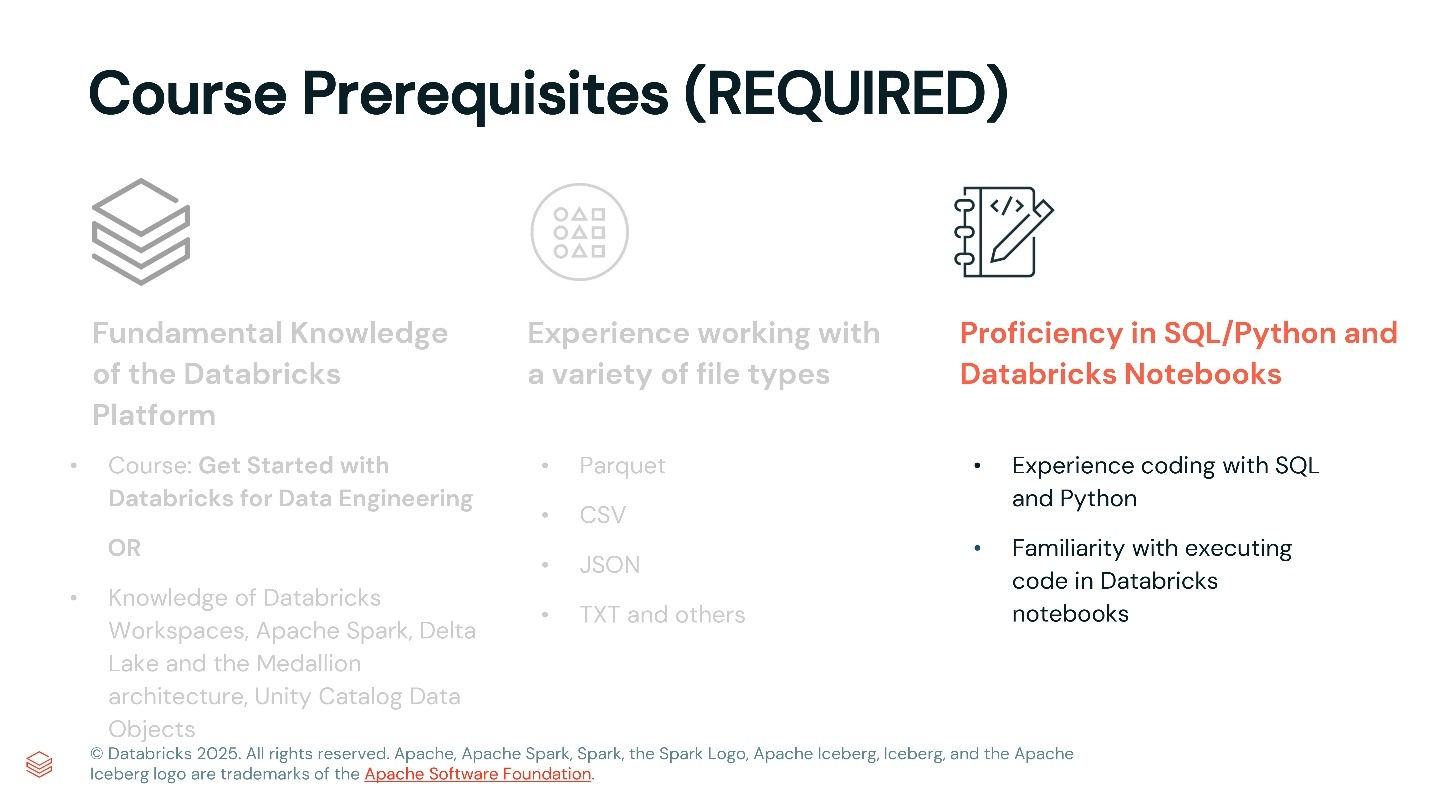 Course Prerequisites (REQUIRED)
</>
Fundamental Knowledge
of the Databricks
Platform
• Course: Get Started with
Databricks for Data Engineering
OR
• Knowledge of Databricks
Workspaces, Apache Spark, Delta
Lake and the Medallion
architecture, Unity Catalog Data
Objects
Experience working with
a variety of file types
• Parquet
• CSV
• JSON
• TXT and others
Proficiency in SQL/Python and
Databricks Notebooks
• Experience coding with SQL
and Python
• Familiarity with executing
code in Databricks
notebooks
© Databricks 2025. All rights reserved. Apache, Apache Spark, Spark, the Spark Logo, Apache Iceberg, Iceberg, and the Apache
Iceberg logo are trademarks of the Apache Software Foundation.